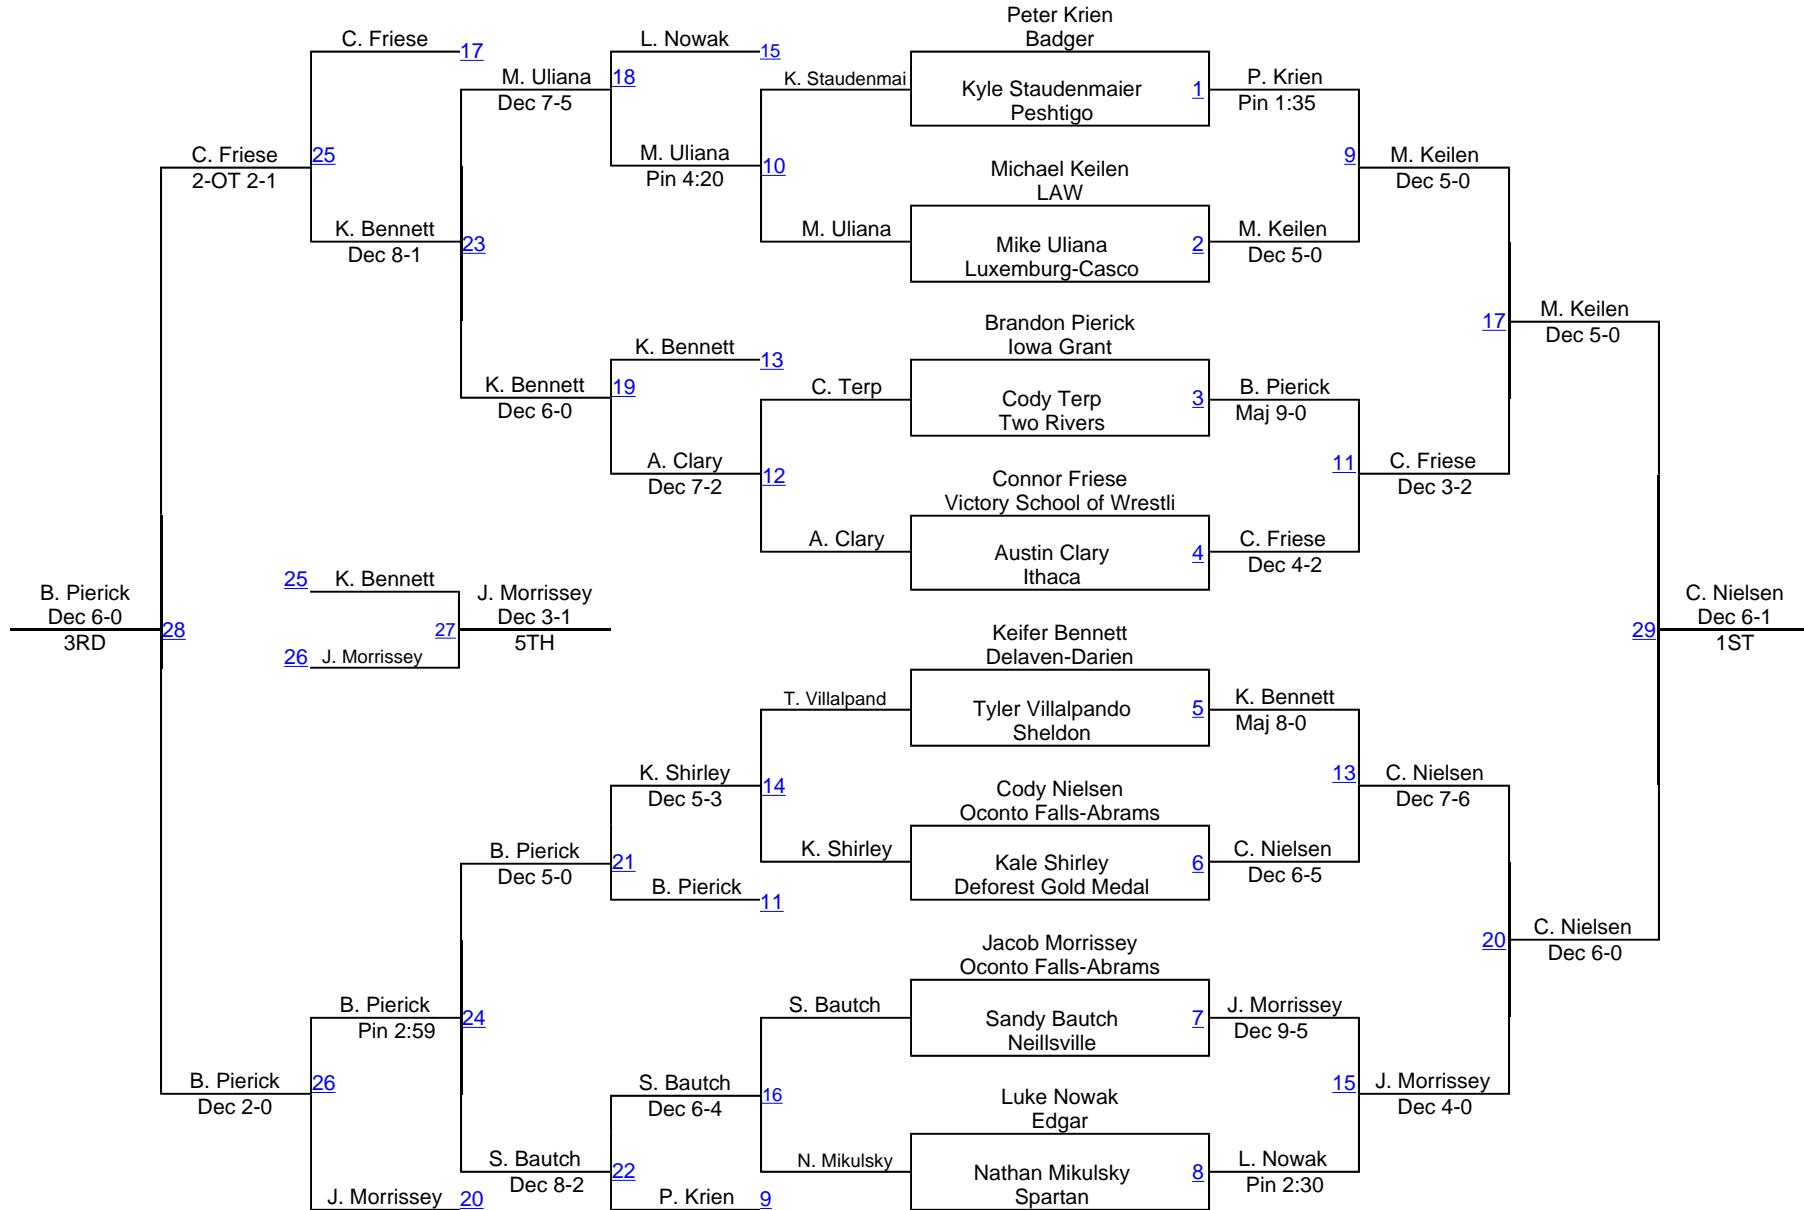 Peter Krien
C. Friese
L. Nowak
Badger
17
15
M. Uliana
18
K. Staudenmai
Kyle Staudenmaier
1
P. Krien
Dec 7-5
Peshtigo
Pin 1:35
C. Friese
25
M. Uliana
10
9
M. Keilen
2-OT 2-1
Pin 4:20
Michael Keilen
Dec 5-0
LAW
K. Bennett
23
M. Uliana
Mike Uliana
2
M. Keilen
Dec 8-1
Luxemburg-Casco
Dec 5-0
M. Keilen
17
Dec 5-0
Brandon Pierick
K. Bennett
13
Iowa Grant
K. Bennett
19
C. Terp
Cody Terp
3
B. Pierick
Dec 6-0
Two Rivers
Maj 9-0
A. Clary
12
11
C. Friese
Dec 7-2
Connor Friese
Dec 3-2
Victory School of Wrestli
A. Clary
Austin Clary
4
C. Friese
Ithaca
Dec 4-2
25
K. Bennett
B. Pierick
J. Morrissey
C. Nielsen
Dec 6-0
Dec 3-1
Dec 6-1
28
27
29
3RD
5TH
Keifer Bennett
1ST
26
J. Morrissey
Delaven-Darien
T. Villalpand
Tyler Villalpando
5
K. Bennett
Sheldon
Maj 8-0
K. Shirley
14
13
C. Nielsen
Dec 5-3
Cody Nielsen
Dec 7-6
Oconto Falls-Abrams
B. Pierick
21
K. Shirley
Kale Shirley
6
C. Nielsen
Dec 5-0
B. Pierick
11
Deforest Gold Medal
Dec 6-5
C. Nielsen
20
Dec 6-0
Jacob Morrissey
Oconto Falls-Abrams
B. Pierick
24
S. Bautch
Sandy Bautch
7
J. Morrissey
Pin 2:59
Neillsville
Dec 9-5
B. Pierick
26
S. Bautch
16
15
J. Morrissey
Dec 2-0
Dec 6-4
Luke Nowak
Dec 4-0
Edgar
S. Bautch
22
N. Mikulsky
Nathan Mikulsky
8
L. Nowak
Dec 8-2
Pin 2:30
J. Morrissey
20
P. Krien
9
Spartan